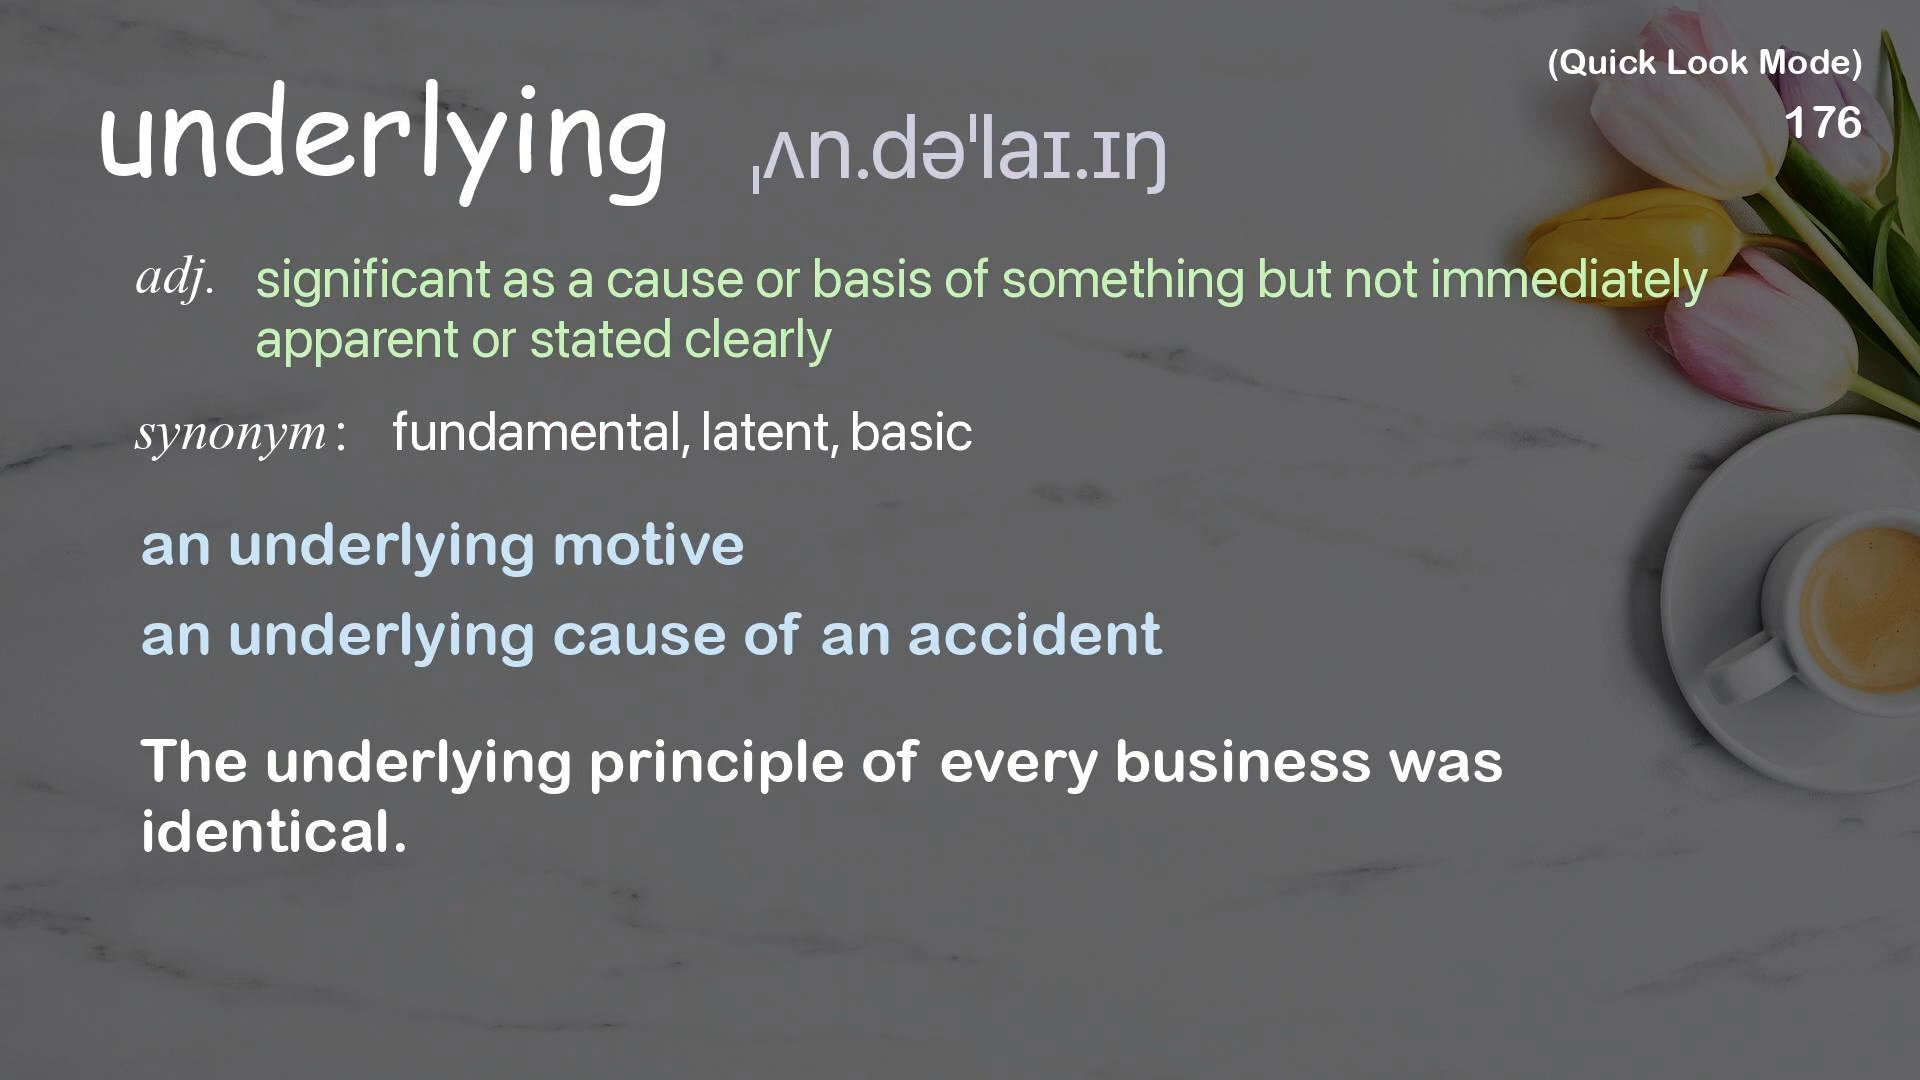 (Quick Look Mode)
176
underlying ˌʌn.dəˈlaɪ.ɪŋ
adj. significant as a cause or basis of something but not immediately
apparent or stated clearly
synonym: fundamental, latent, basic
an underlying motive
an underlying cause of an accident
The underlying principle of every business was
identical.